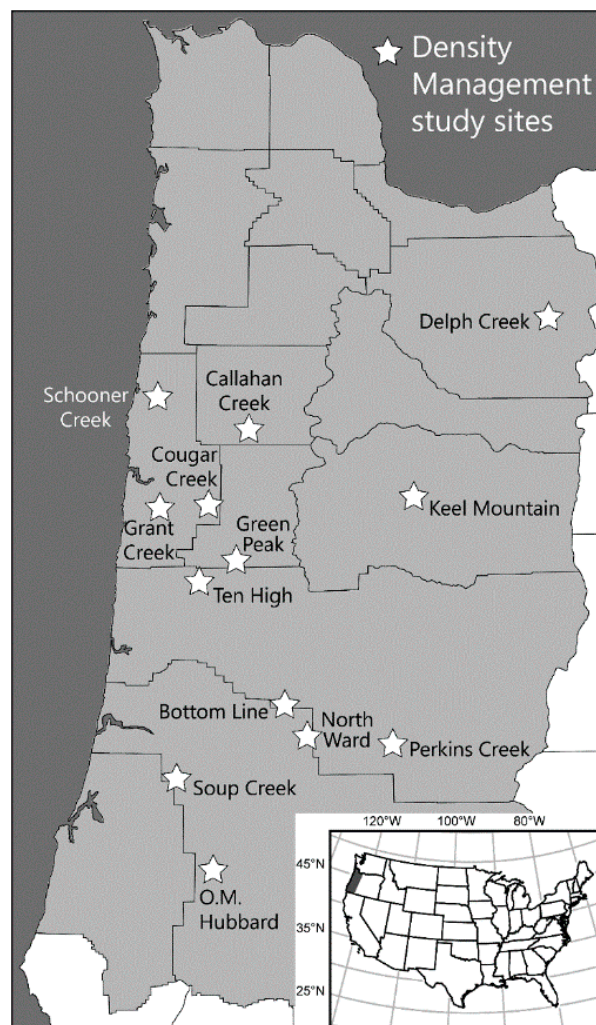 Density
Management
study sites
Delph Creek
Schooner
Creek
Callahan
Creek
Cougar
Creek
Keel Mountain
Grant
Creek
Green
Peak
Ten High
Bottom Line
North
Ward
Perkins Creek
Soup Creek
O.M.
Hubbard
120°W 100°W 80°W
45°N
35°N
25°N